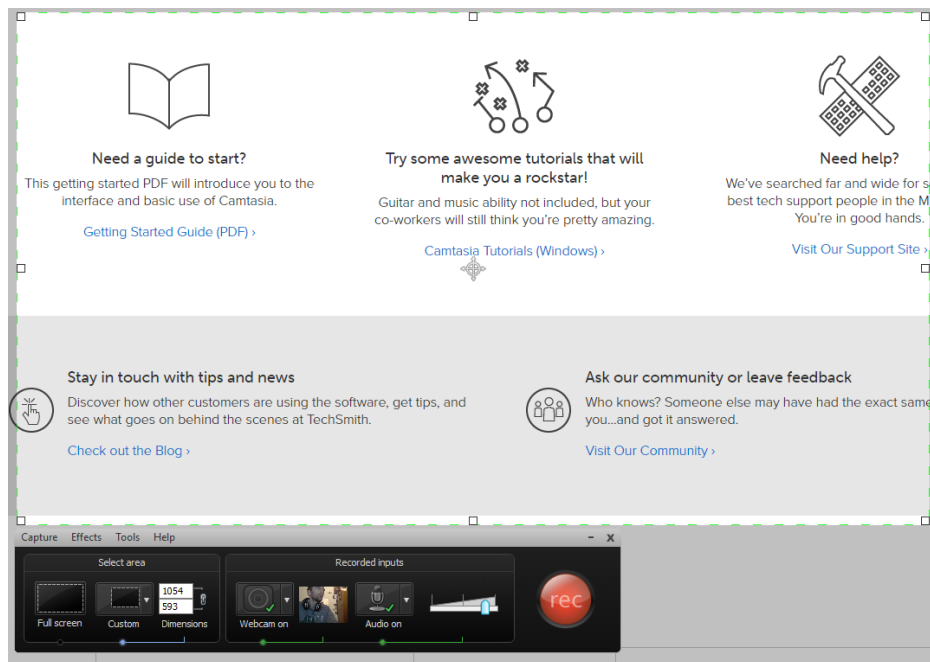 Need a guide to start?
This getting started PDF will introduce you to the
interface and basic use of Camtasia.
Getting Started Guide (PDF) ›
Try some awesome tutorials that will
make you a rockstar!
Guitar and music ability not included, but your
co-workers will still think you're pretty amazing.
Camtasia Tutorials (Windows) ›
Need help?
We've searched far and wide for s
best tech support people in the M
You're in good hands.
Visit Our Support Site ›
Stay in touch with tips and news
Discover how other customers are using the software, get tips, and
see what goes on behind the scenes at TechSmith.
Check out the Blog ›
Ask our community or leave feedback
Who knows? Someone else may have had the exact same
you...and got it answered.
Visit Our Community ›
Capture Effects Tools Help
Select area
Recorded inputs
1054
593
Full screen
Custom
Dimensions
Webcam on
Audio on
rec